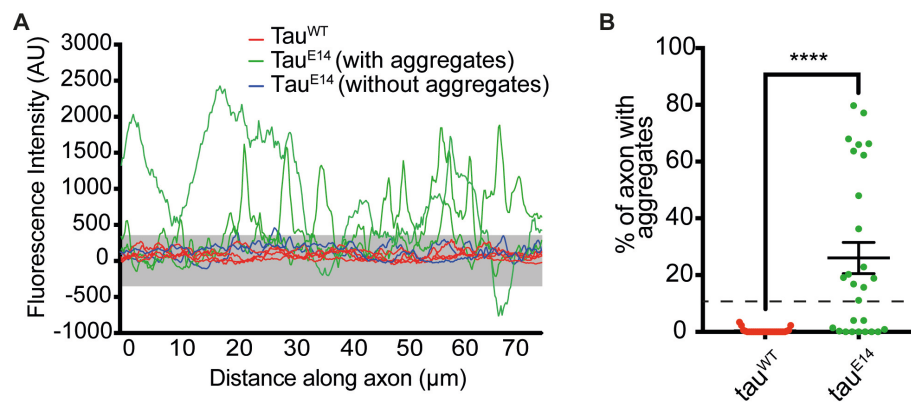 A
Fluorescence Intensity (AU)
3000
2500
2000
1500
1000
500
0
-500
-1000
Tau^WT
Tau^E14 (with aggregates)
Tau^E14 (without aggregates)
0 10 20 30 40 50 60 70
Distance along axon (µm)
B
% of axon with
aggregates
100
80
60
40
20
0
****
tau^WT
tau^E14